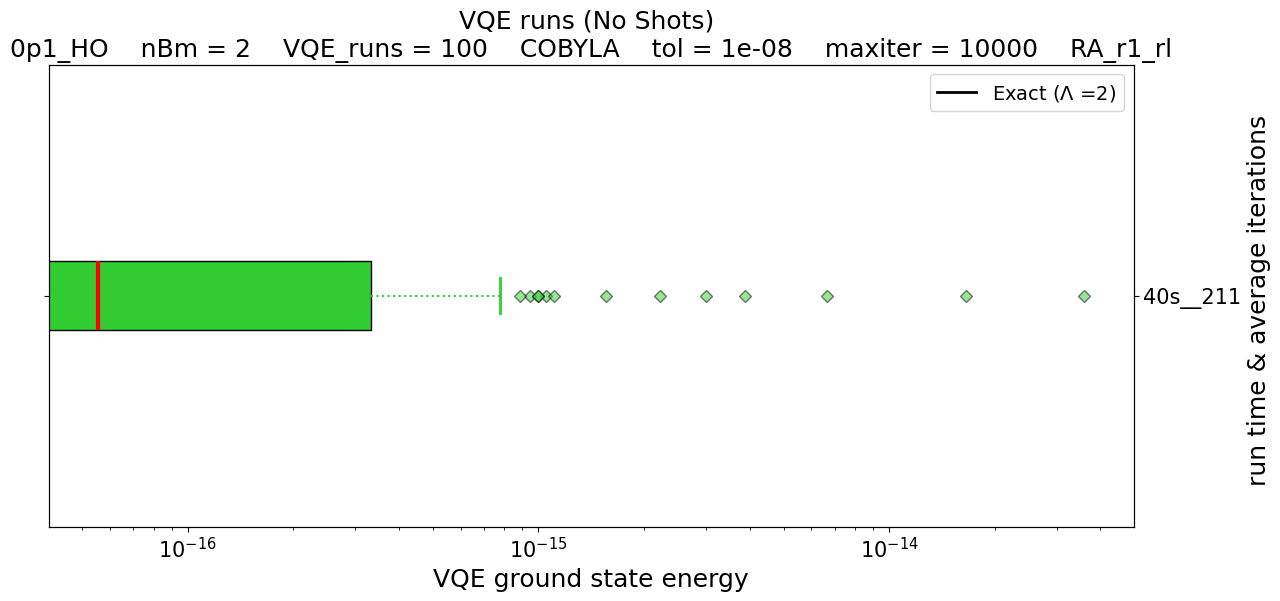 VQE runs (No Shots)
0p1_HO    nBm = 2    VQE_runs = 100    COBYLA    tol = 1e-08    maxiter = 10000    RA_r1_rl
Exact (Λ =2)
40s__211
run time & average iterations
10⁻¹⁶ 10⁻¹⁵ 10⁻¹⁴
VQE ground state energy